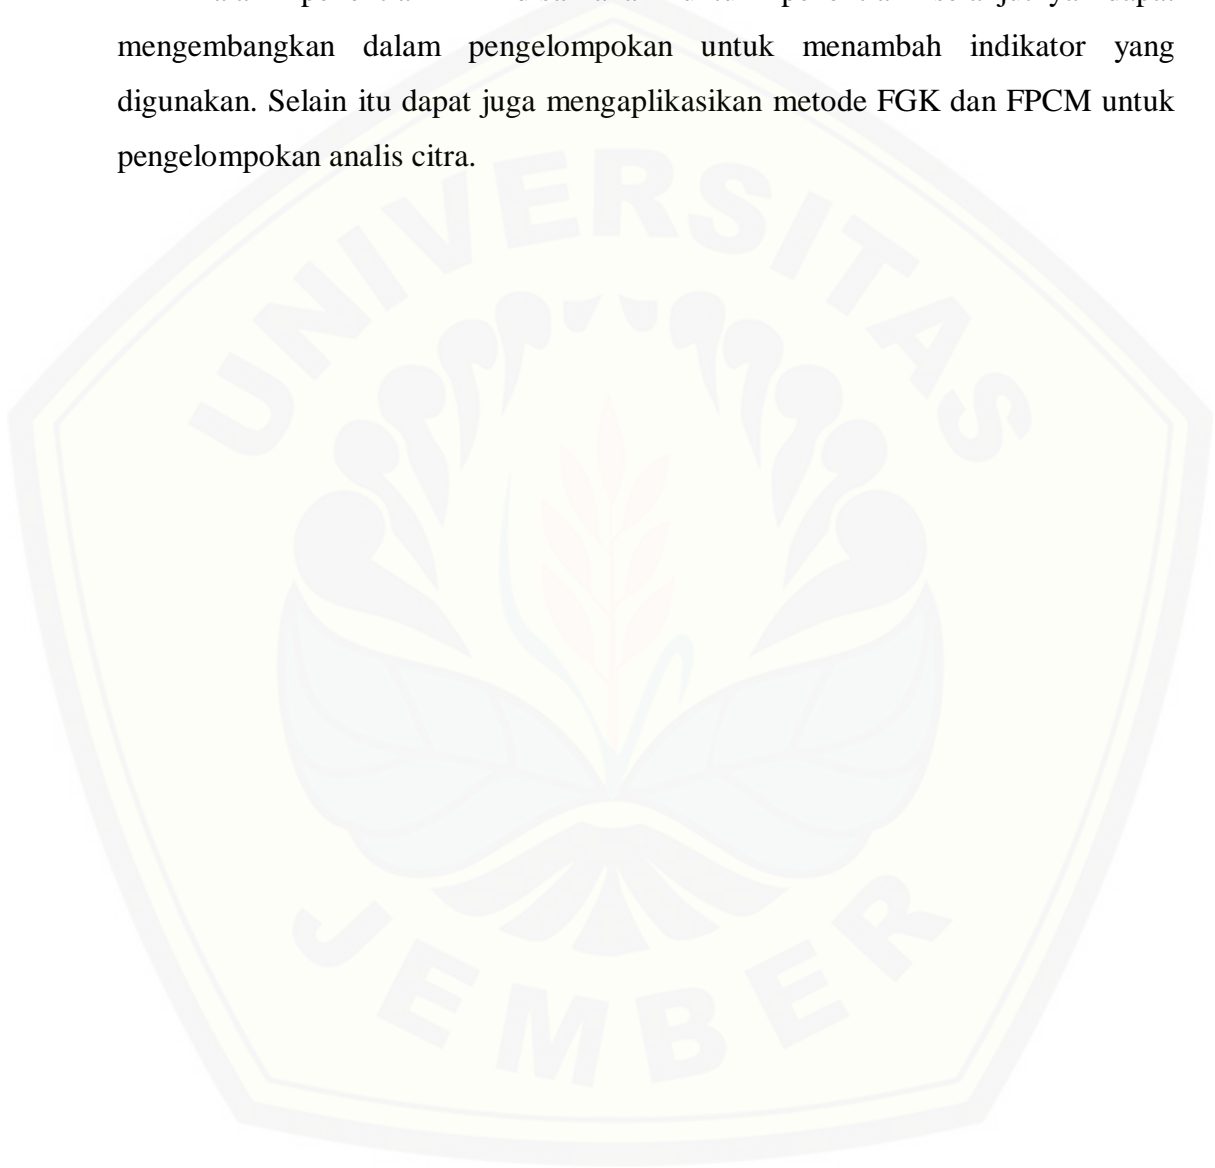 mengembangkan dalam pengelompokan untuk menambah indikator yang
digunakan. Selain itu dapat juga mengaplikasikan metode FGK dan FPCM untuk
pengelompokan analis citra.
UNIVERSITAS
JEMBER